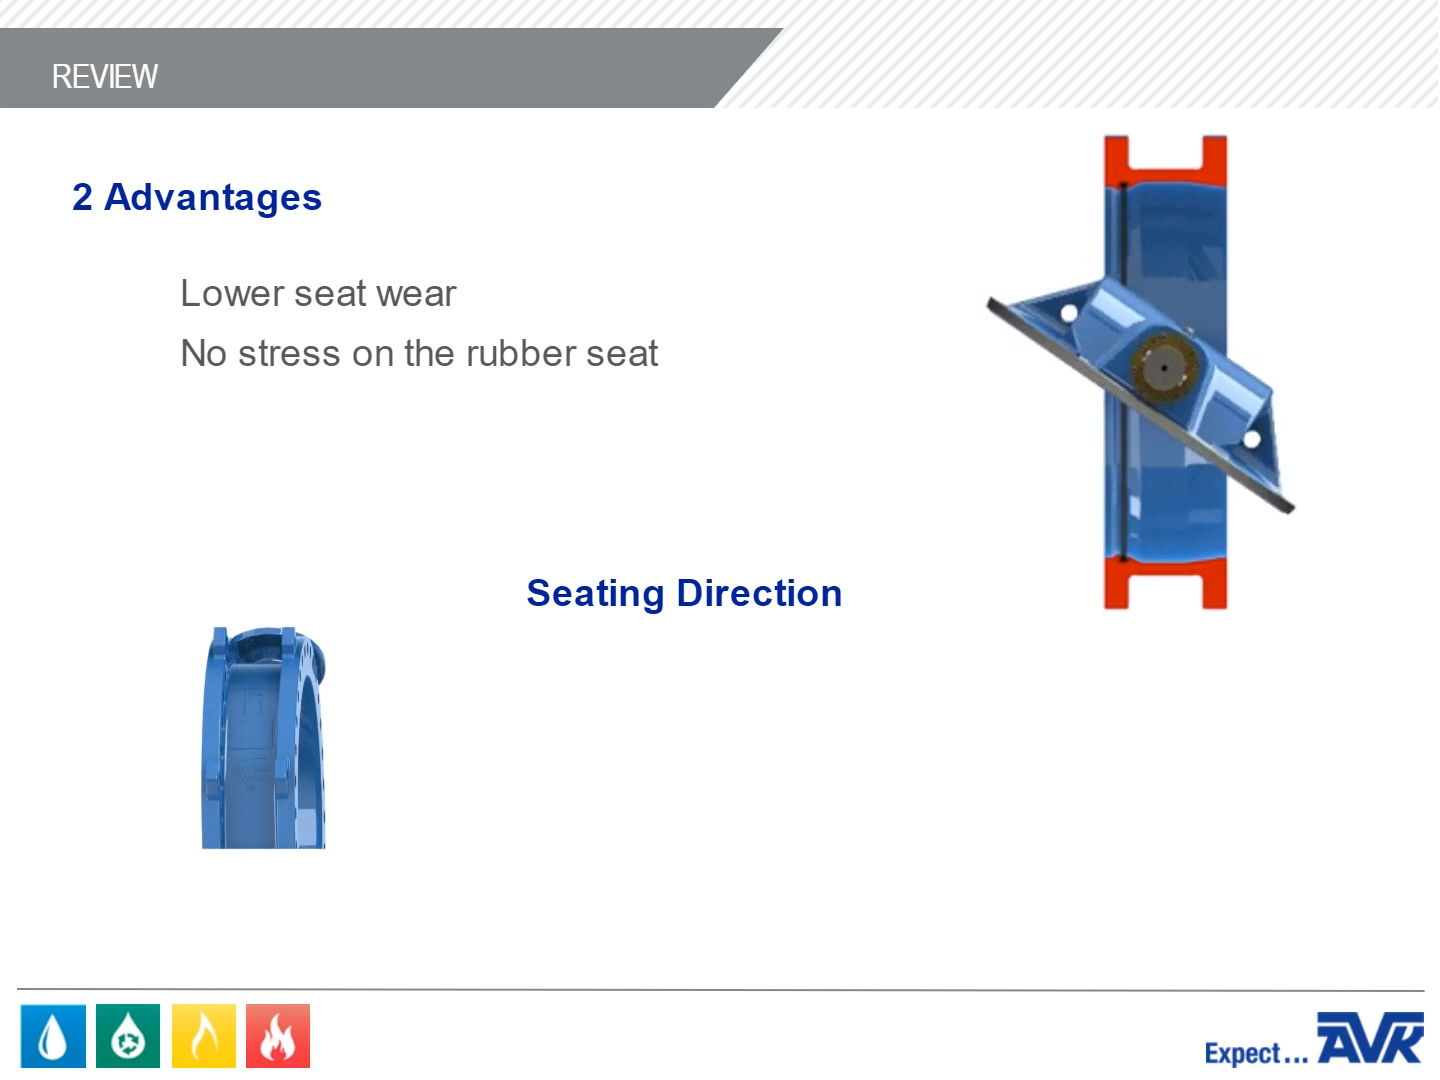 REVIEW
2 Advantages
Lower seat wear
No stress on the rubber seat
Seating Direction
Expect... AVK